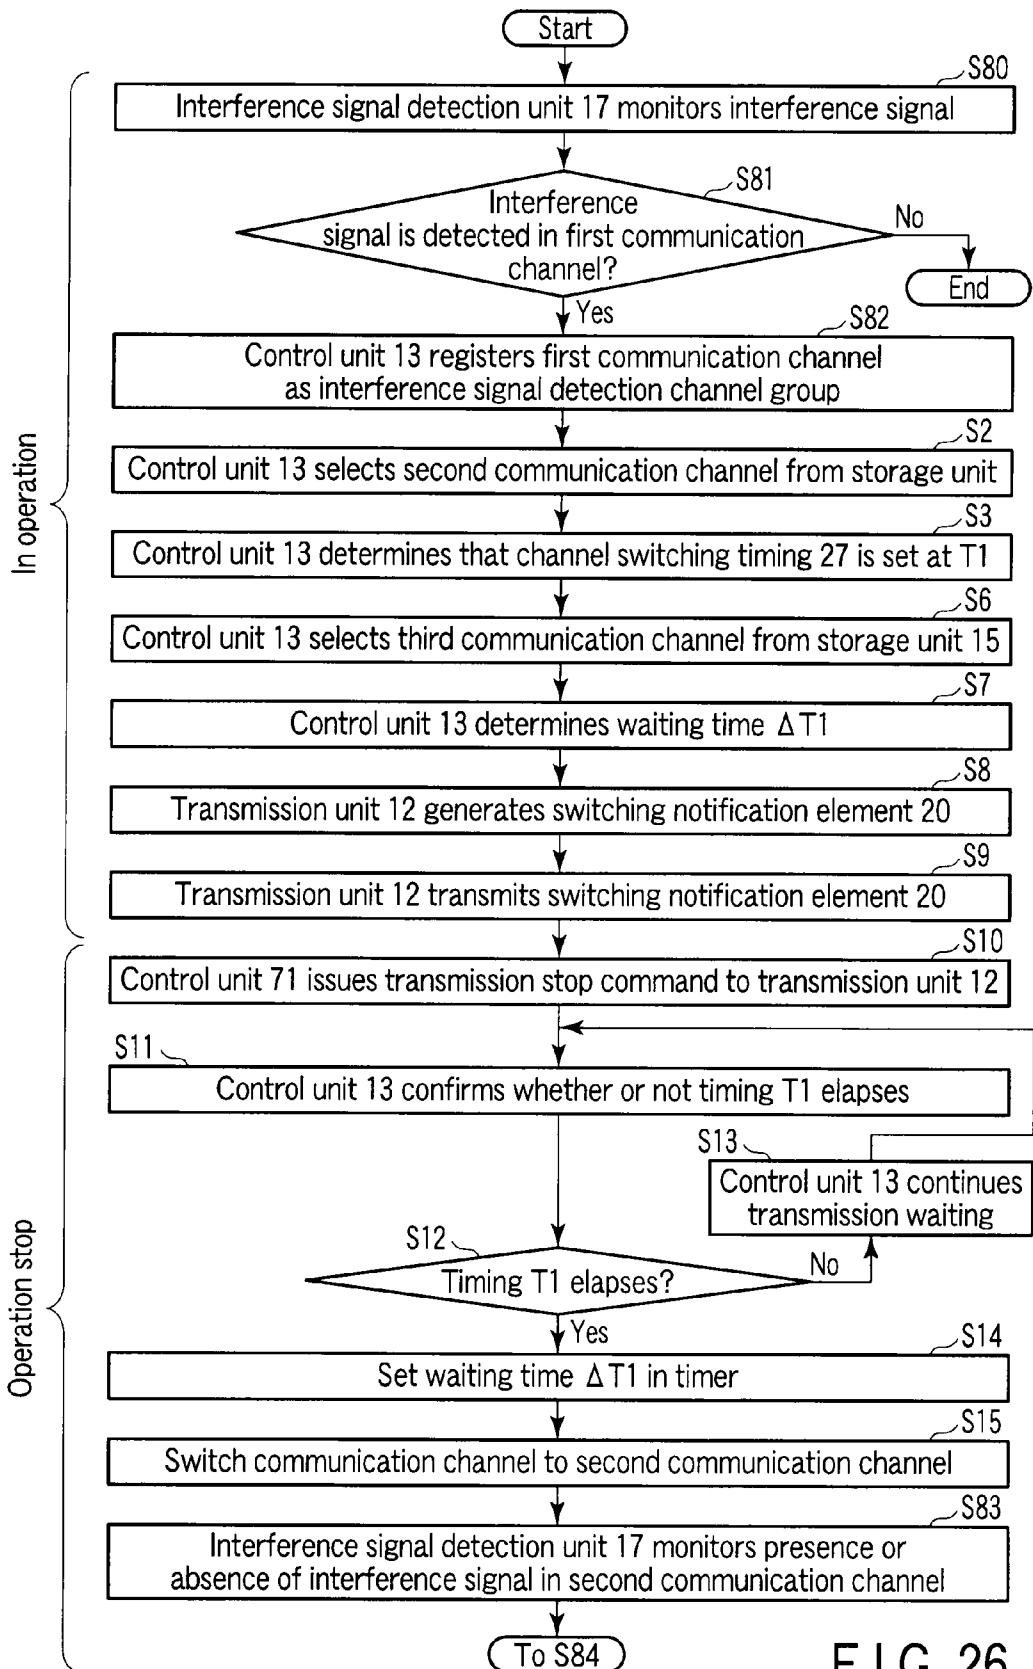 Start
S80
Interference signal detection unit 17 monitors interference signal
S81
Interference
signal is detected in first communication
channel?
No
End
Yes
S82
Control unit 13 registers first communication channel
as interference signal detection channel group
S2
Control unit 13 selects second communication channel from storage unit
S3
Control unit 13 determines that channel switching timing 27 is set at T1
S6
Control unit 13 selects third communication channel from storage unit 15
S7
Control unit 13 determines waiting time ΔT1
S8
Transmission unit 12 generates switching notification element 20
S9
Transmission unit 12 transmits switching notification element 20
In operation
S10
Control unit 71 issues transmission stop command to transmission unit 12
S11
Control unit 13 confirms whether or not timing T1 elapses
S13
Control unit 13 continues
transmission waiting
S12
Timing T1 elapses?
No
Yes
S14
Set waiting time ΔT1 in timer
S15
Switch communication channel to second communication channel
S83
Interference signal detection unit 17 monitors presence or
absence of interference signal in second communication channel
Operation stop
To S84
FIG. 26